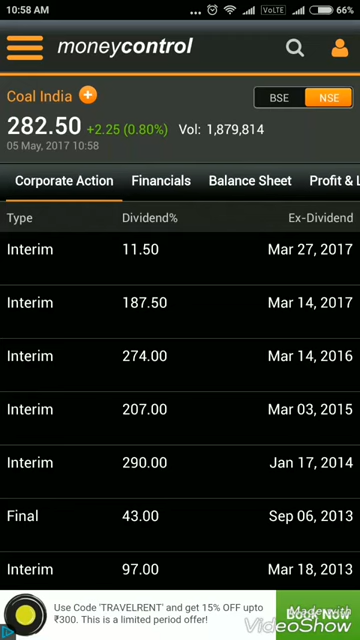 10:58 AM ... VoLTE 66%
moneycontrol
Coal India +
BSE NSE
282.50 +2.25 (0.80%) Vol: 1,879,814
05 May, 2017 10:58
Corporate Action Financials Balance Sheet Profit & L
Type Dividend% Ex-Dividend
Interim 11.50 Mar 27, 2017
Interim 187.50 Mar 14, 2017
Interim 274.00 Mar 14, 2016
Interim 207.00 Mar 03, 2015
Interim 290.00 Jan 17, 2014
Final 43.00 Sep 06, 2013
Interim 97.00 Mar 18, 2013
Use Code 'TRAVELRENT' and get 15% OFF upto
₹300. This is a limited period offer!
Book Now
Made with
VideoShow